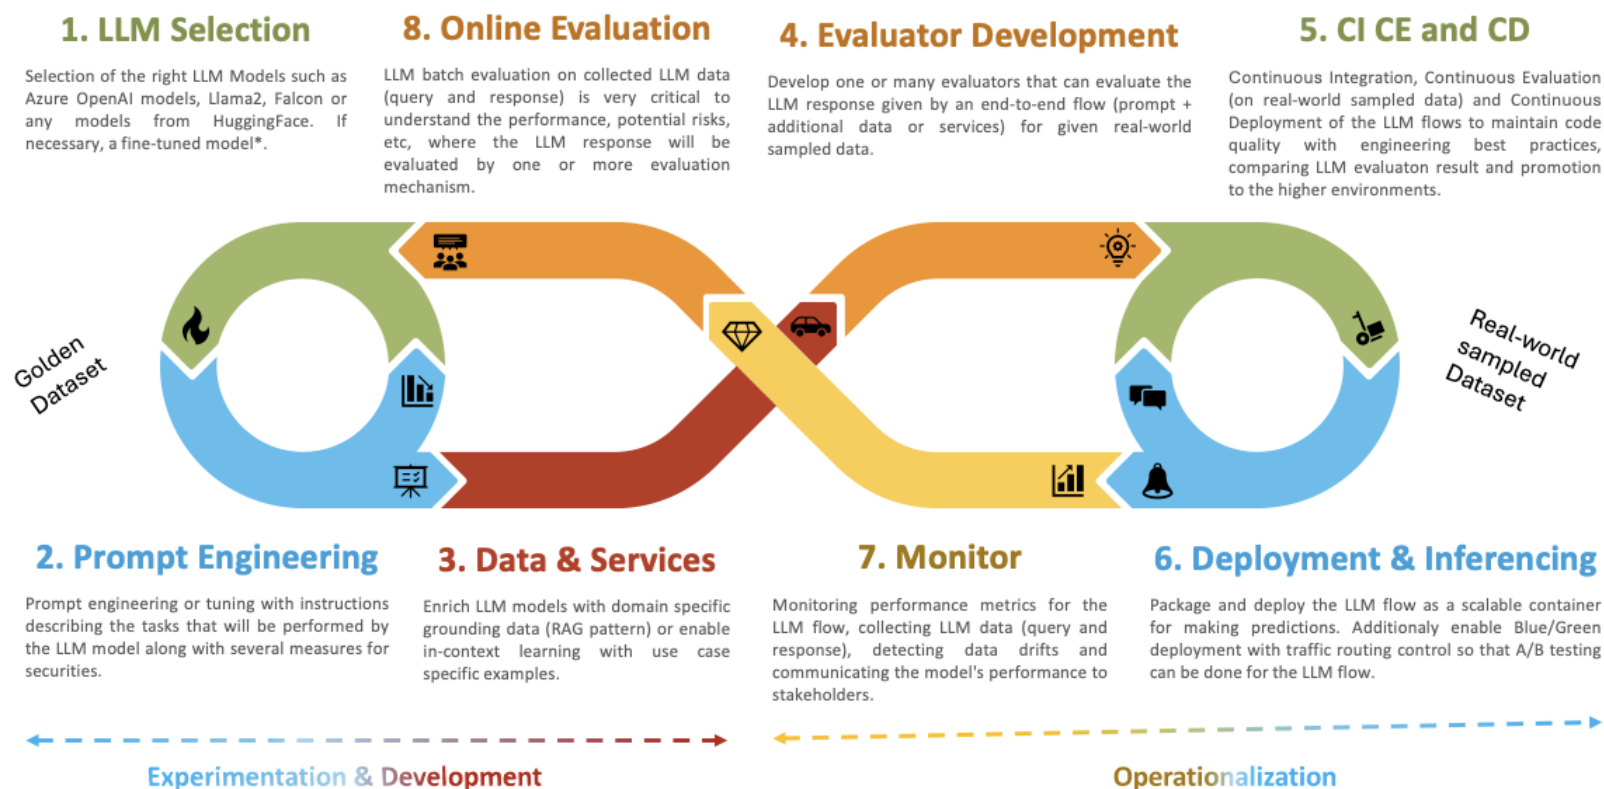 1. LLM Selection
Selection of the right LLM Models such as
Azure OpenAI models, Llama2, Falcon or
any models from HuggingFace. If
necessary, a fine-tuned model*.
8. Online Evaluation
LLM batch evaluation on collected LLM data
(query and response) is very critical to
understand the performance, potential risks,
etc, where the LLM response will be
evaluated by one or more evaluation
mechanism.
4. Evaluator Development
Develop one or many evaluators that can evaluate the
LLM response given by an end-to-end flow (prompt +
additional data or services) for given real-world
sampled data.
5. CI CE and CD
Continuous Integration, Continuous Evaluation
(on real-world sampled data) and Continuous
Deployment of the LLM flows to maintain code
quality with engineering best practices,
comparing LLM evaluaton result and promotion
to the higher environments.
Golden
Dataset
Real-world
sampled
Dataset
2. Prompt Engineering
Prompt engineering or tuning with instructions
describing the tasks that will be performed by
the LLM model along with several measures for
securities.
3. Data & Services
Enrich LLM models with domain specific
grounding data (RAG pattern) or enable
in-context learning with use case
specific examples.
7. Monitor
Monitoring performance metrics for the
LLM flow, collecting LLM data (query and
response), detecting data drifts and
communicating the model's performance to
stakeholders.
6. Deployment & Inferencing
Package and deploy the LLM flow as a scalable container
for making predictions. Additionaly enable Blue/Green
deployment with traffic routing control so that A/B testing
can be done for the LLM flow.
Experimentation & Development
Operationalization